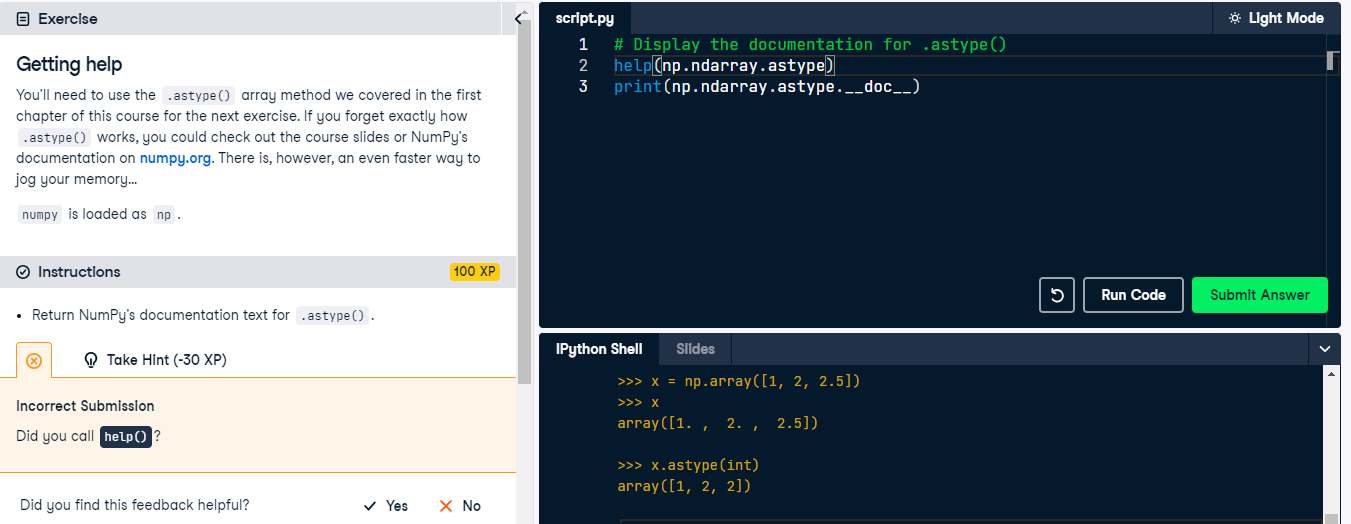 Exercise
Getting help
You'll need to use the .astype() array method we covered in the first
chapter of this course for the next exercise. If you forget exactly how
.astype() works, you could check out the course slides or NumPy's
documentation on numpy.org. There is, however, an even faster way to
jog your memory...
numpy is loaded as np.
Instructions
100 XP
• Return NumPy's documentation text for .astype().
Take Hint (-30 XP)
Incorrect Submission
Did you call help()?
Did you find this feedback helpful?
Yes
No
script.py
Light Mode
1 # Display the documentation for .astype()
2 help(np.ndarray.astype)
3 print(np.ndarray.astype.__doc__)
Run Code
Submit Answer
IPython Shell
Slides
>>> x = np.array([1, 2, 2.5])
>>> x
array([1. ,  2. ,  2.5])
>>> x.astype(int)
array([1, 2, 2])